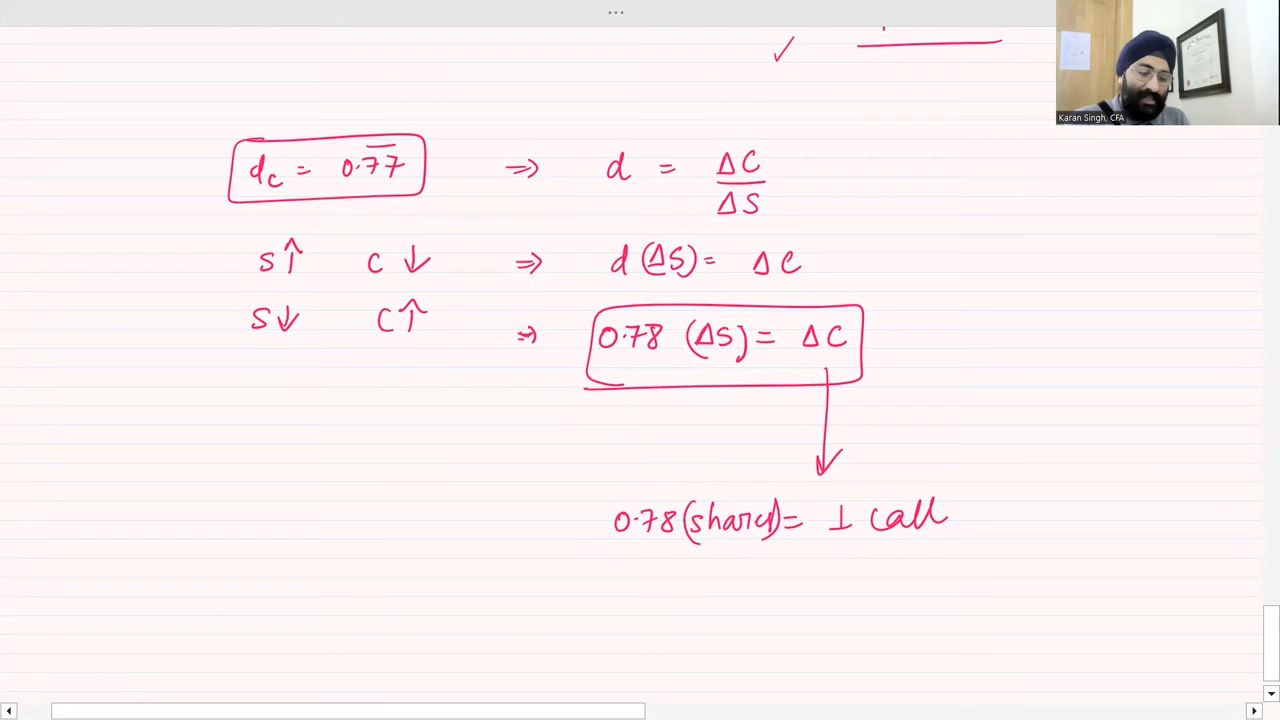 Karan Singh, CFA
d_c = 0.77 ⇒ d = ΔC/ΔS
S↑ C↓ ⇒ d (ΔS) = ΔC
S↓ C↑
⇒ 0.78 (ΔS) = ΔC
0.78 (shares) = 1 call